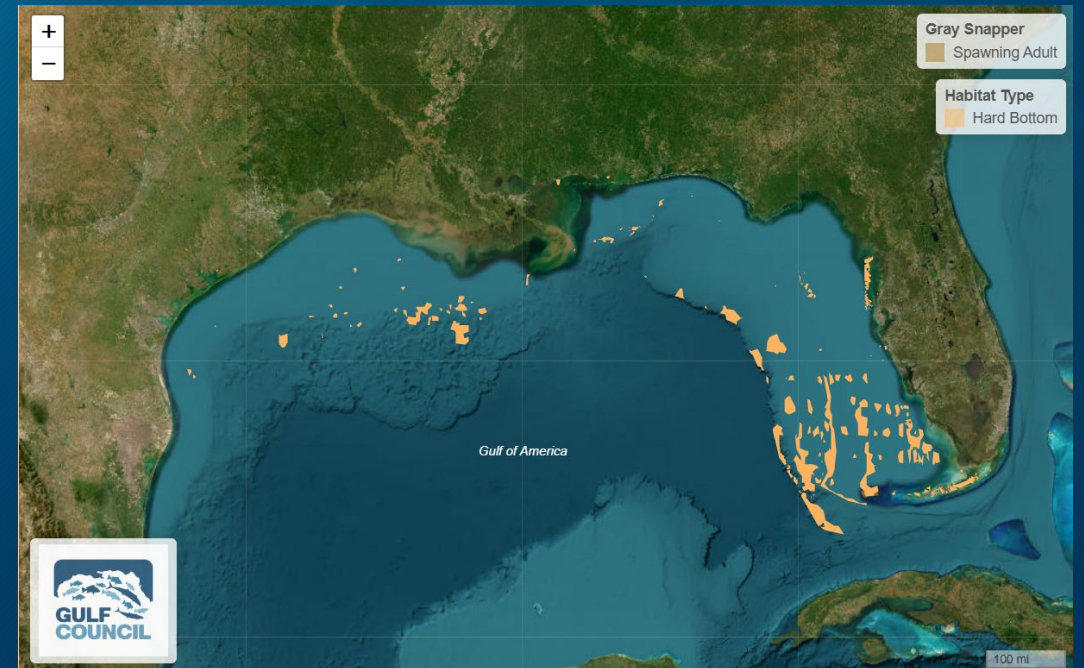 +
−
Gray Snapper
Spawning Adult
Habitat Type
Hard Bottom
Gulf of America
GULF
COUNCIL
100 mi